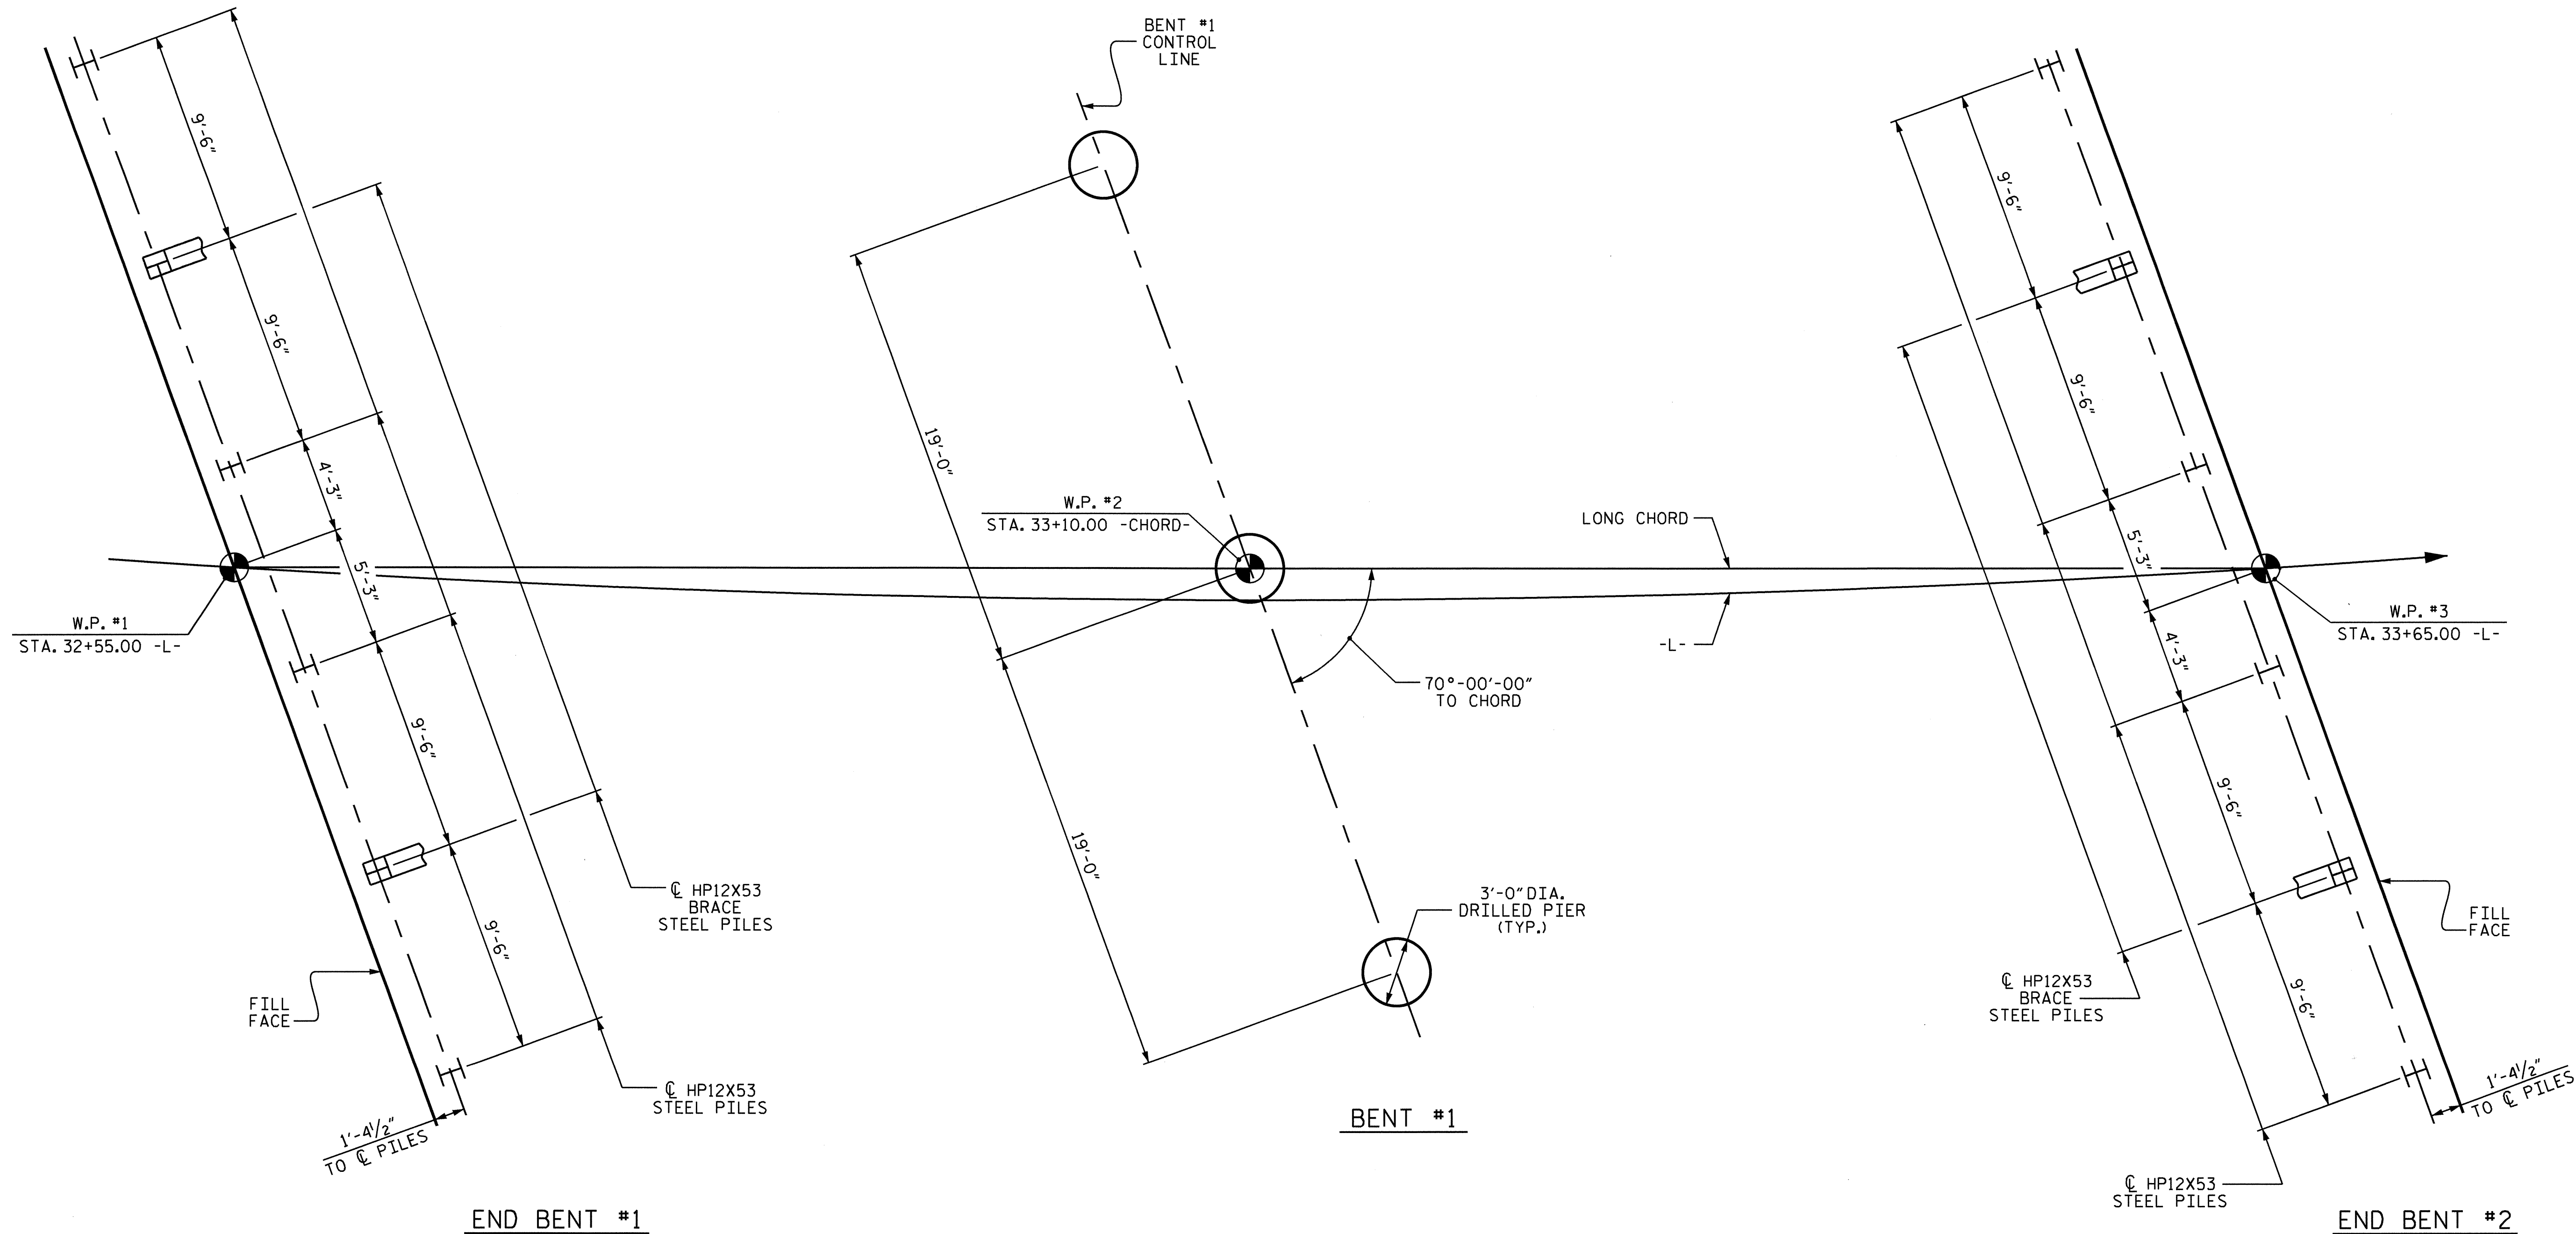 BENT #1
CONTROL
LINE
9'-6"
9'-6"
4'-3"
5'-3"
9'-6"
9'-6"
W.P. #1
STA. 32+55.00 -L-
FILL
FACE
1'-4½"
TO ℄ PILES
℄ HP12X53
BRACE
STEEL PILES
℄ HP12X53
STEEL PILES
END BENT #1
19'-0"
19'-0"
W.P. #2
STA. 33+10.00 -CHORD-
LONG CHORD
-L-
70°-00'-00"
TO CHORD
3'-0" DIA.
DRILLED PIER
(TYP.)
BENT #1
9'-6"
9'-6"
5'-3"
4'-3"
9'-6"
9'-6"
W.P. #3
STA. 33+65.00 -L-
FILL
FACE
℄ HP12X53
BRACE
STEEL PILES
℄ HP12X53
STEEL PILES
1'-4½"
TO ℄ PILES
END BENT #2